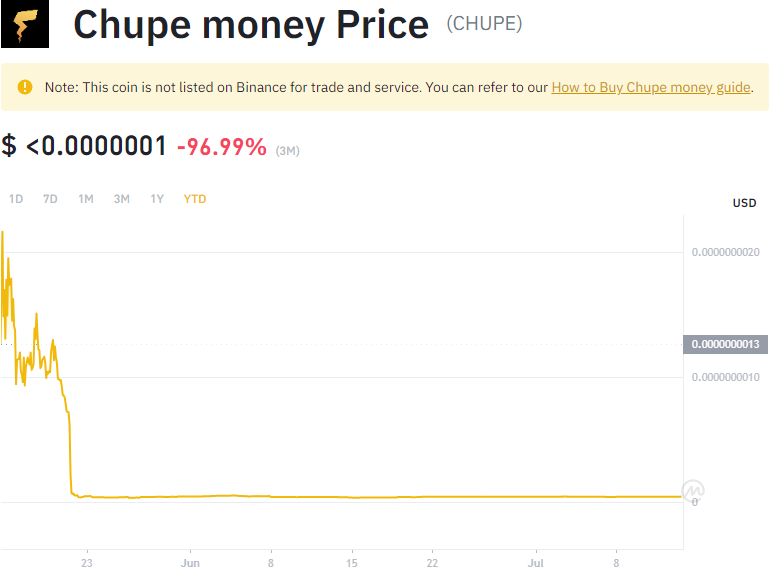 Chupe money Price (CHUPE)
Note: This coin is not listed on Binance for trade and service. You can refer to our How to Buy Chupe money guide.
$ <0.0000001 -96.99% (3M)
1D 7D 1M 3M 1Y YTD
USD
0.0000000020
0.0000000013
0.0000000010
0
23 Jun 8 15 22 Jul 8